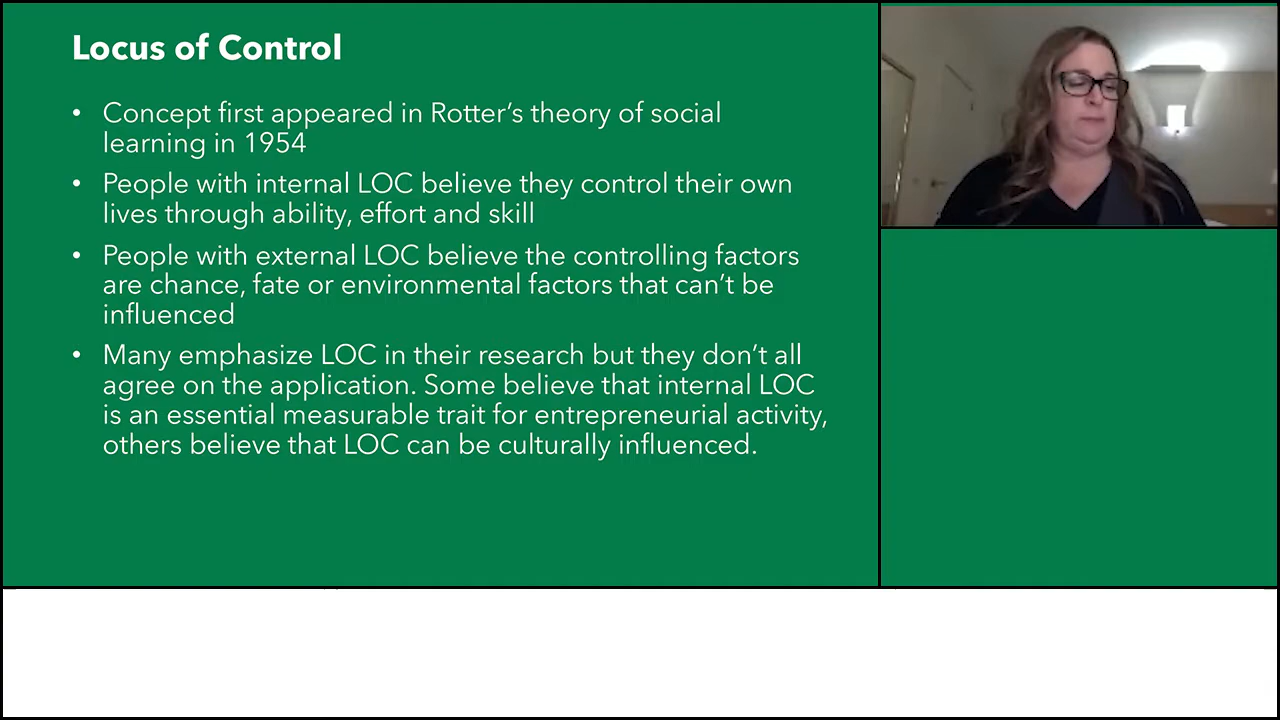 Locus of Control
• Concept first appeared in Rotter’s theory of social
learning in 1954
• People with internal LOC believe they control their own
lives through ability, effort and skill
• People with external LOC believe the controlling factors
are chance, fate or environmental factors that can’t be
influenced
• Many emphasize LOC in their research but they don’t all
agree on the application. Some believe that internal LOC
is an essential measurable trait for entrepreneurial activity,
others believe that LOC can be culturally influenced.